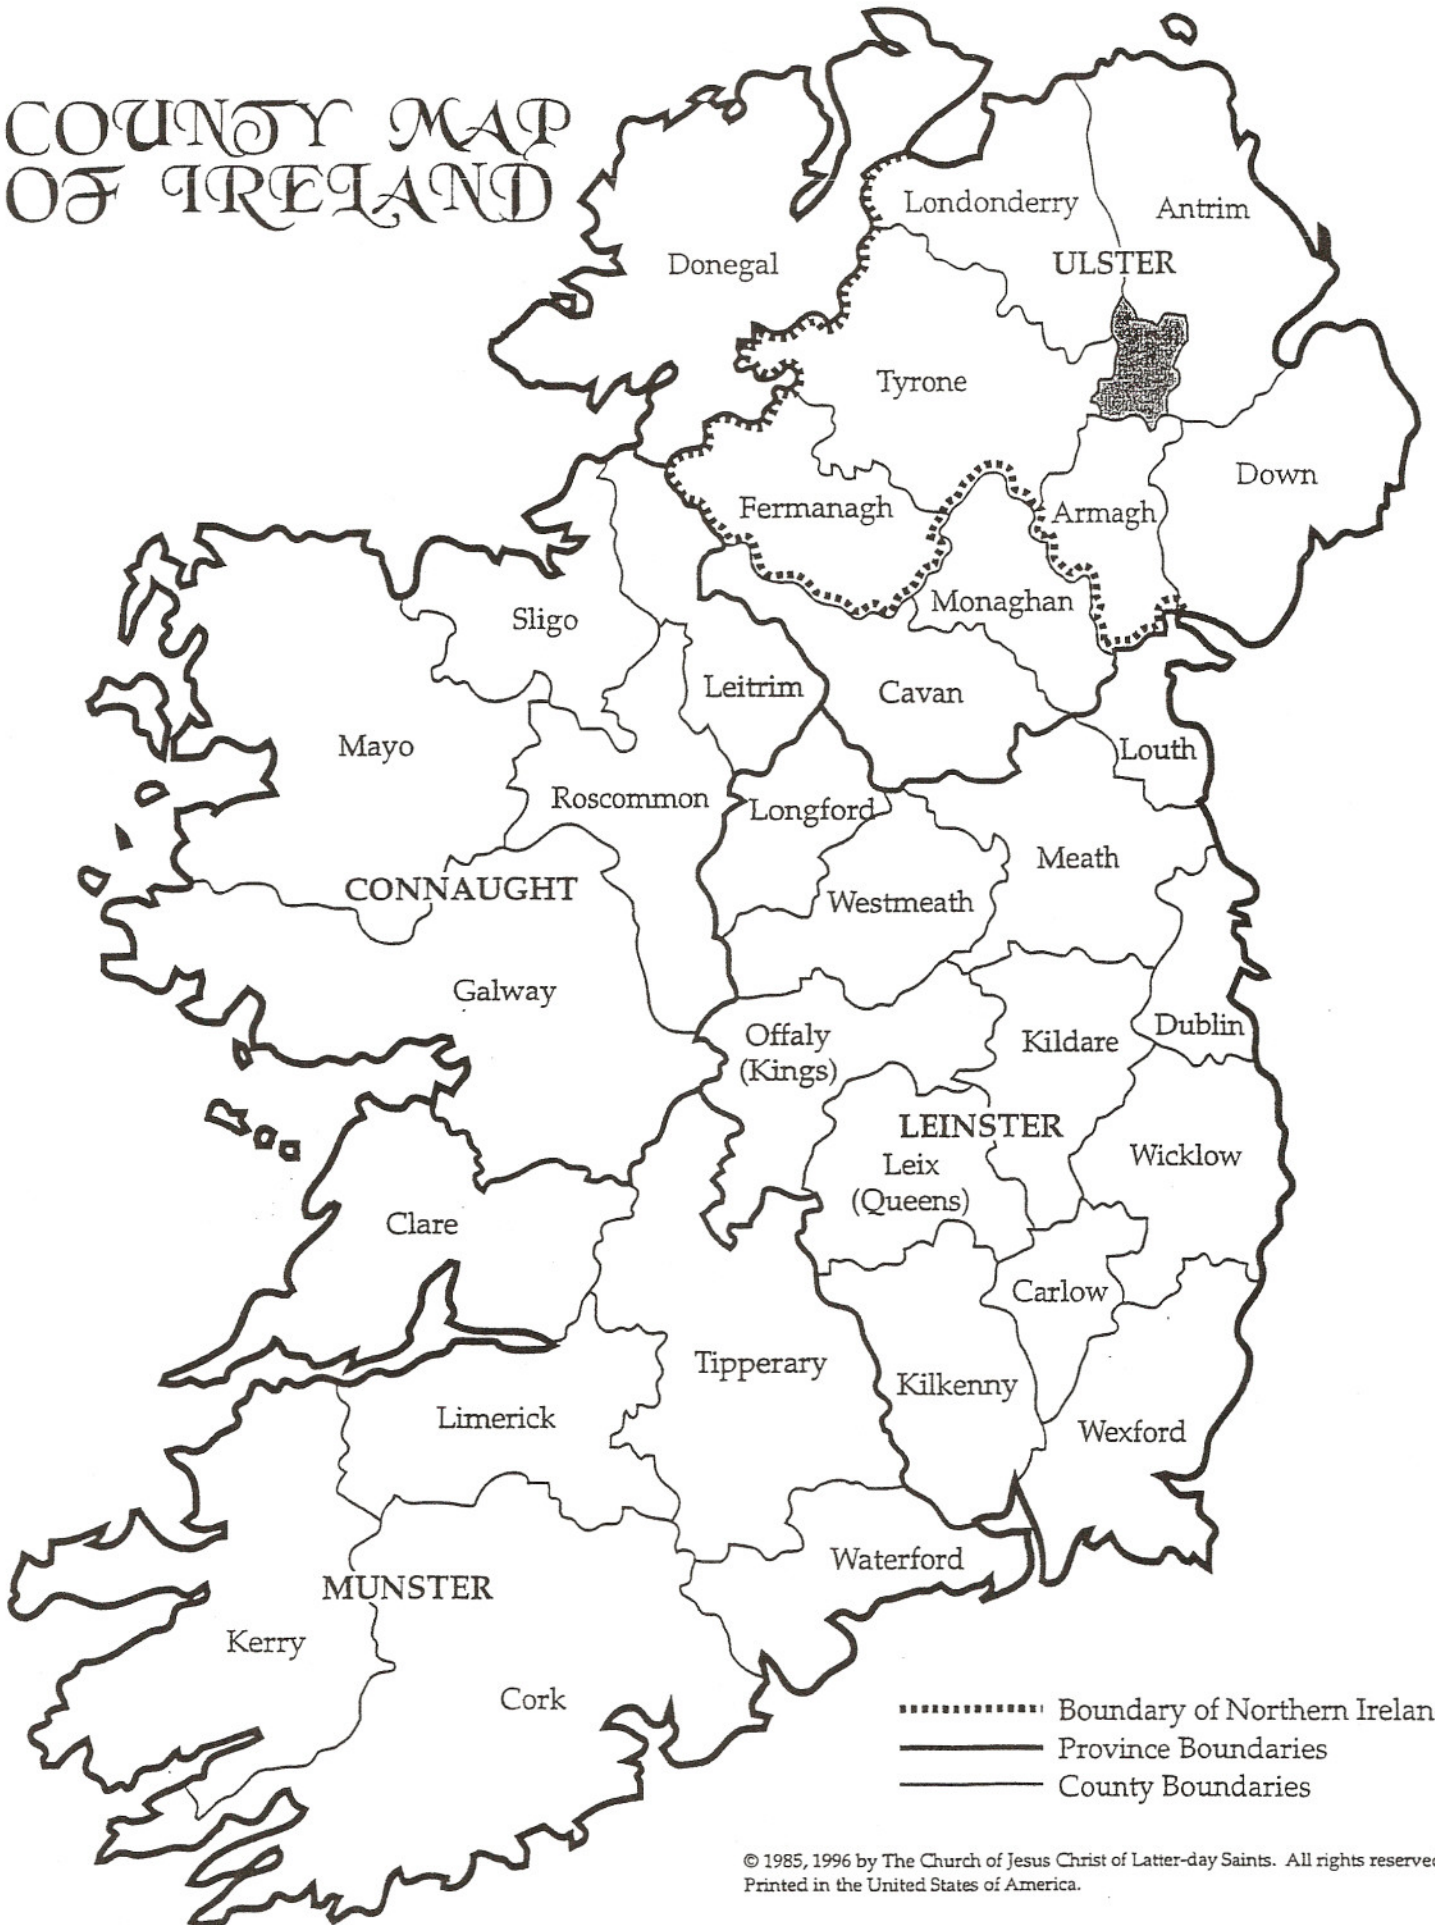 COUNTY MAP
OF IRELAND
Londonderry
Antrim
Donegal
ULSTER
Tyrone
Down
Fermanagh
Armagh
Monaghan
Sligo
Leitrim
Cavan
Mayo
Louth
Roscommon
Longford
Meath
CONNAUGHT
Westmeath
Galway
Offaly
(Kings)
Kildare
Dublin
LEINSTER
Leix
(Queens)
Wicklow
Clare
Carlow
Tipperary
Kilkenny
Limerick
Wexford
Waterford
MUNSTER
Kerry
Cork
Boundary of Northern Irelan
Province Boundaries
County Boundaries
© 1985, 1996 by The Church of Jesus Christ of Latter-day Saints. All rights reserved
Printed in the United States of America.